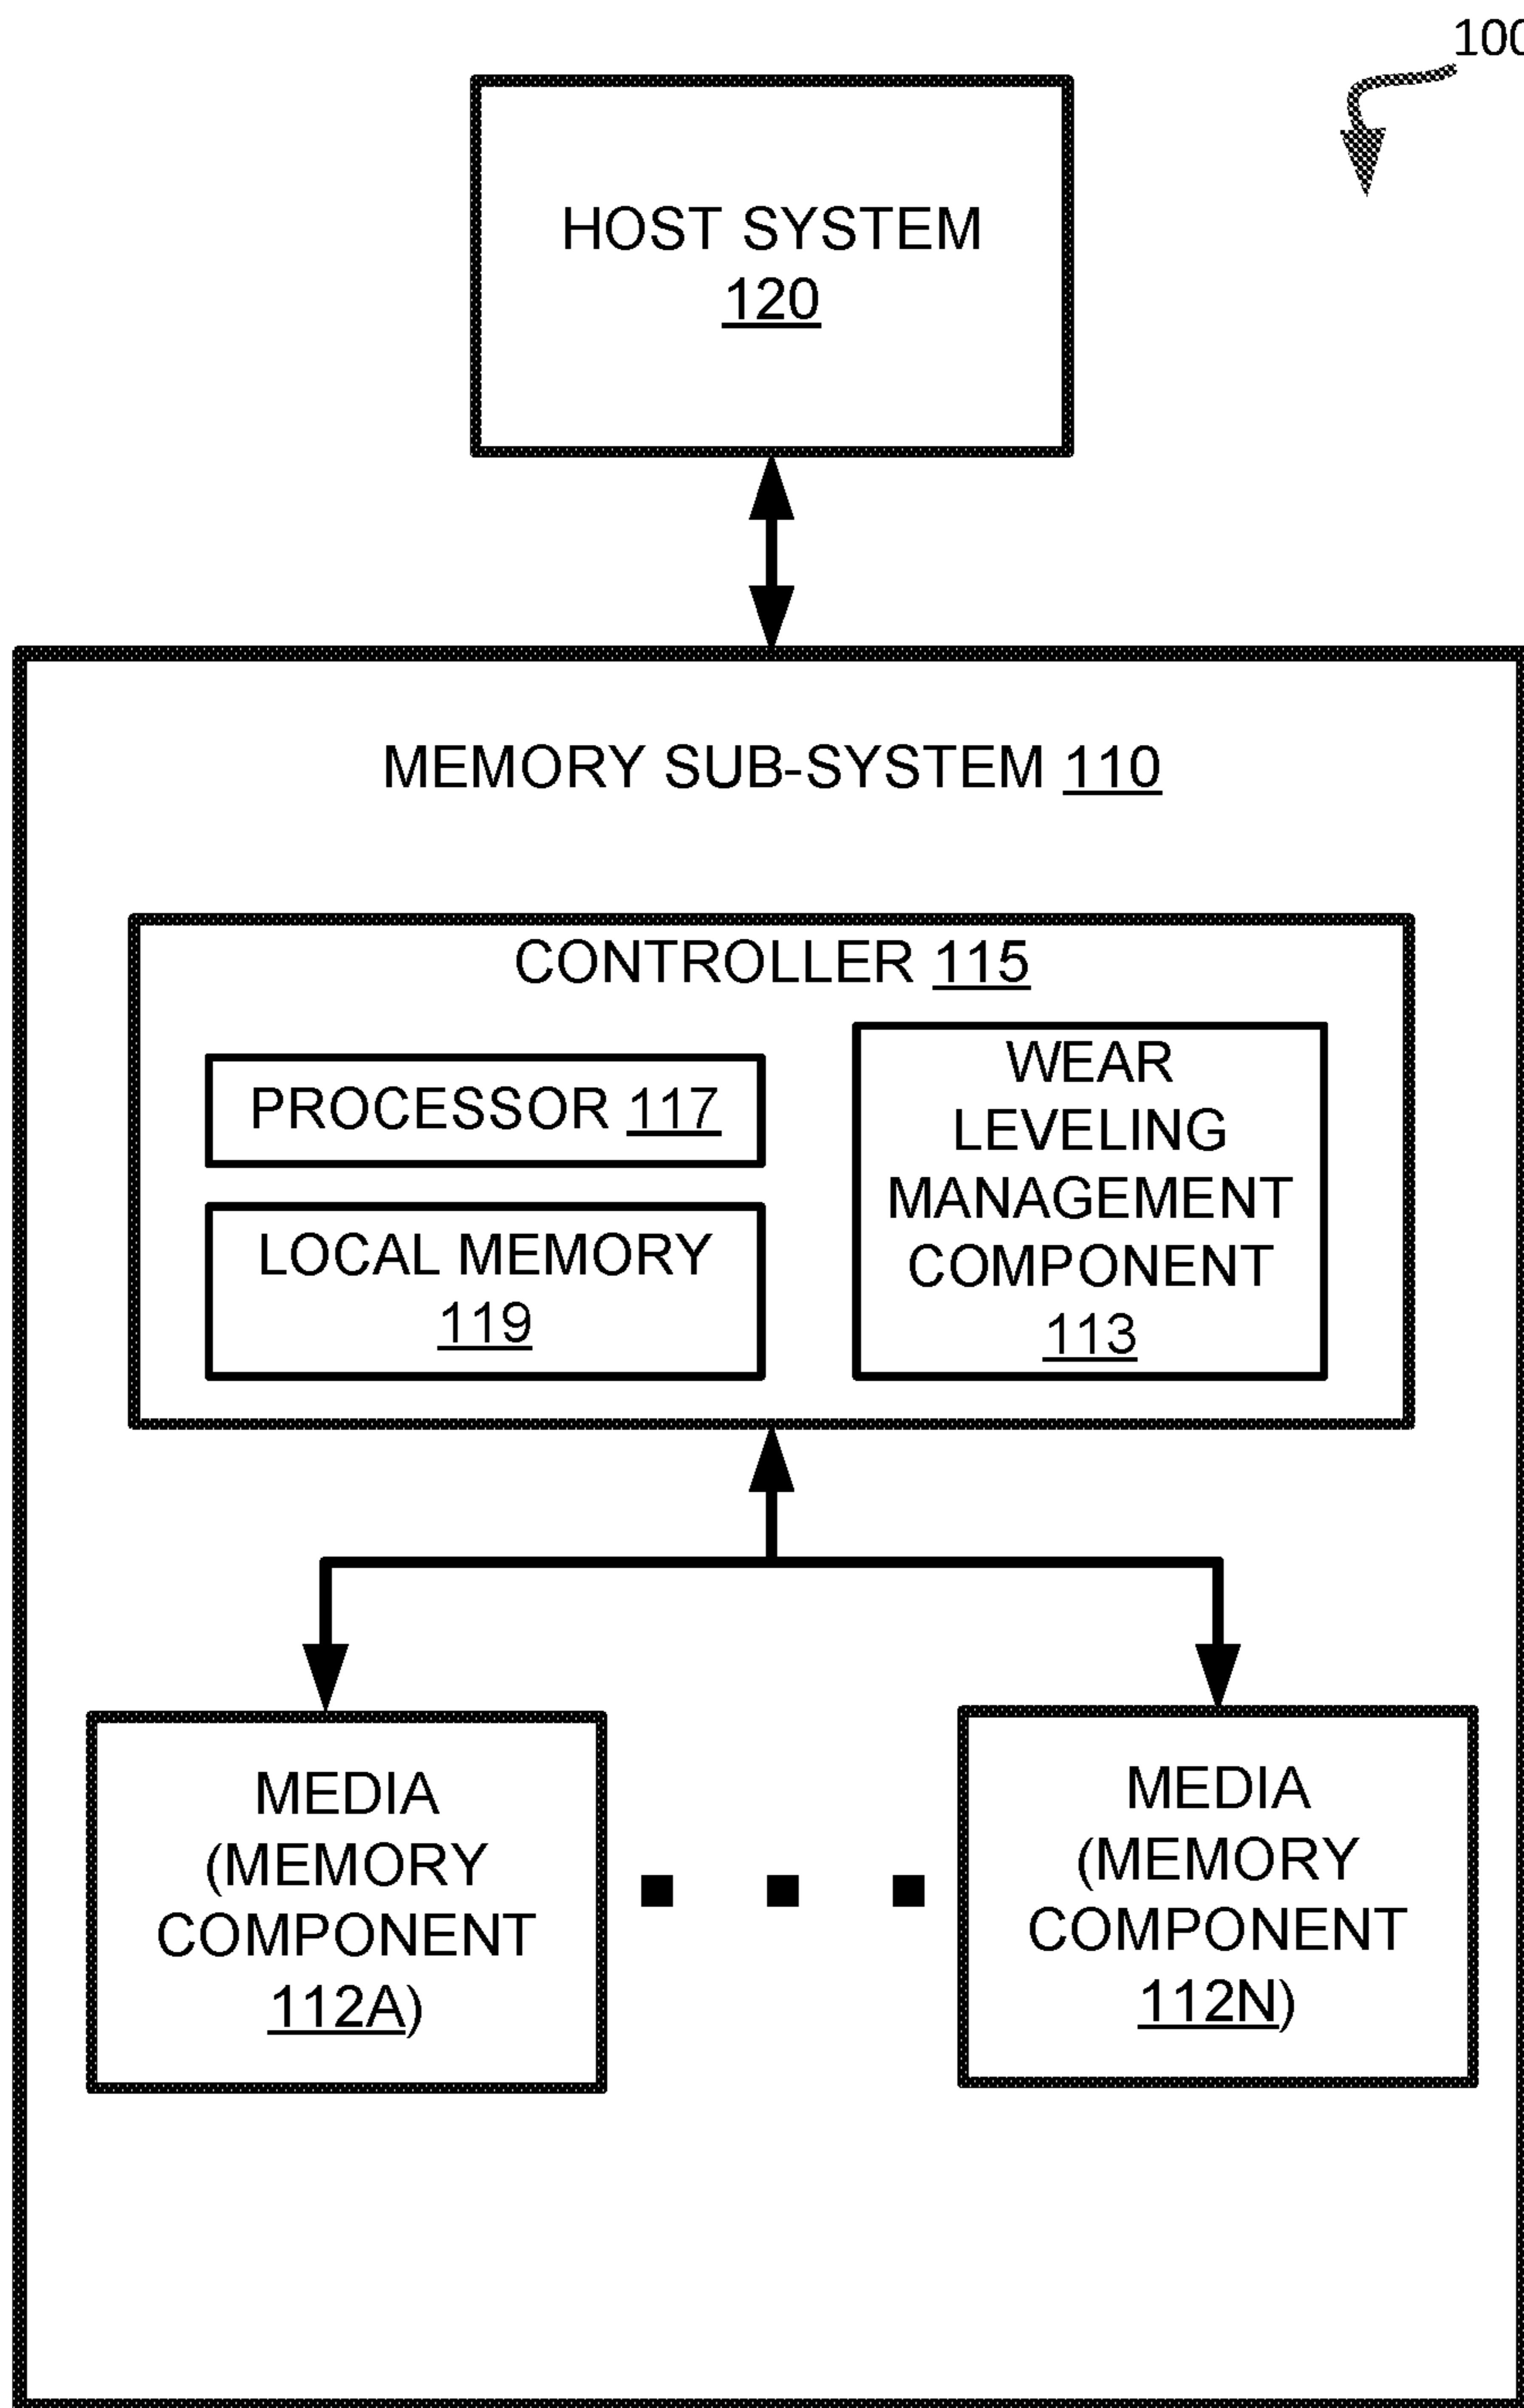 100
HOST SYSTEM
120
MEMORY SUB-SYSTEM 110
CONTROLLER 115
PROCESSOR 117
LOCAL MEMORY
119
WEAR
LEVELING
MANAGEMENT
COMPONENT
113
MEDIA
(MEMORY
COMPONENT
112A)
MEDIA
(MEMORY
COMPONENT
112N)